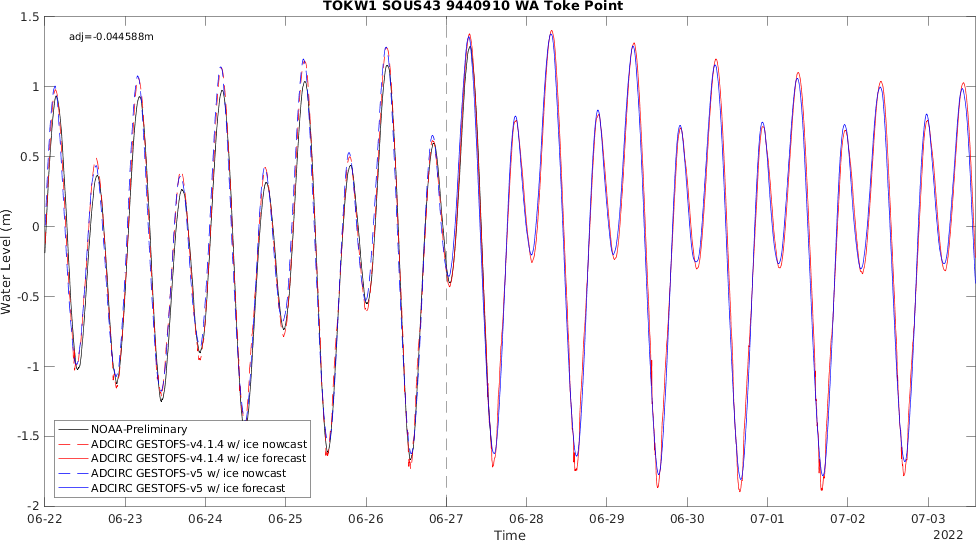 TOKW1 SOUS43 9440910 WA Toke Point
adj=-0.044588m
1.5
1
0.5
0
-0.5
-1
-1.5
-2
Water Level (m)
NOAA-Preliminary
ADCIRC GESTOFS-v4.1.4 w/ ice nowcast
ADCIRC GESTOFS-v4.1.4 w/ ice forecast
ADCIRC GESTOFS-v5 w/ ice nowcast
ADCIRC GESTOFS-v5 w/ ice forecast
06-22 06-23 06-24 06-25 06-26 06-27 06-28 06-29 06-30 07-01 07-02 07-03
Time
2022